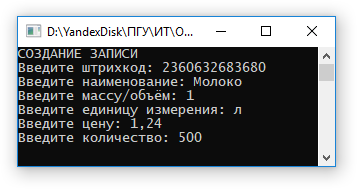 D:\YandexDisk\ПГУ\ИТ\О...
СОЗДАНИЕ ЗАПИСИ
Введите штрихкод: 2360632683680
Введите наименование: Молоко
Введите массу/объём: 1
Введите единицу измерения: л
Введите цену: 1,24
Введите количество: 500